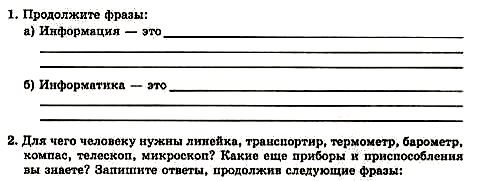 1. Продолжите фразы:
а) Информация — это
б) Информатика — это
2. Для чего человеку нужны линейка, транспортир, термометр, барометр,
компас, телескоп, микроскоп? Какие еще приборы и приспособления
вы знаете? Запишите ответы, продолжив следующие фразы: